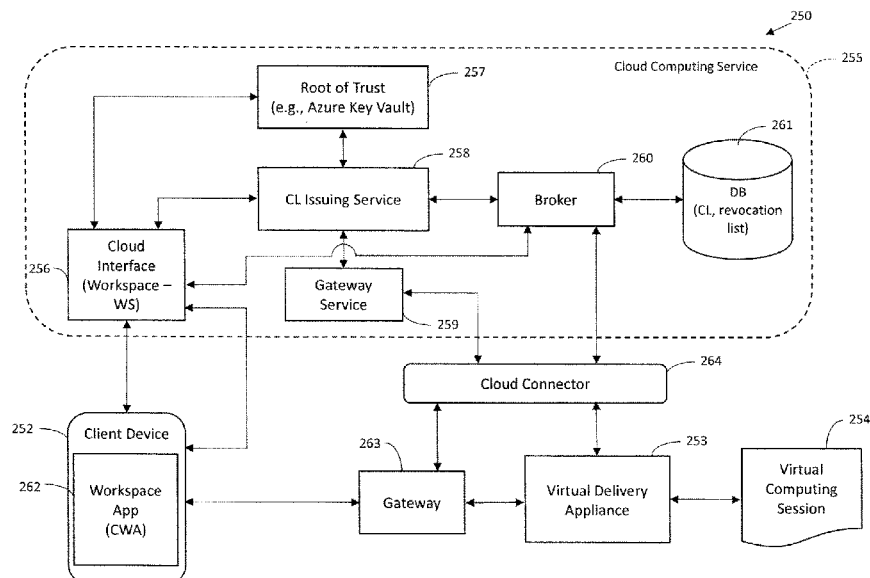 250
255
Cloud Computing Service
257
Root of Trust
(e.g., Azure Key Vault)
258
CL Issuing Service
260
Broker
261
DB
(CL, revocation
list)
256
Cloud
Interface
(Workspace –
WS)
Gateway
Service
259
264
Cloud Connector
252
Client Device
262
Workspace
App
(CWA)
263
Gateway
253
Virtual Delivery
Appliance
254
Virtual
Computing
Session